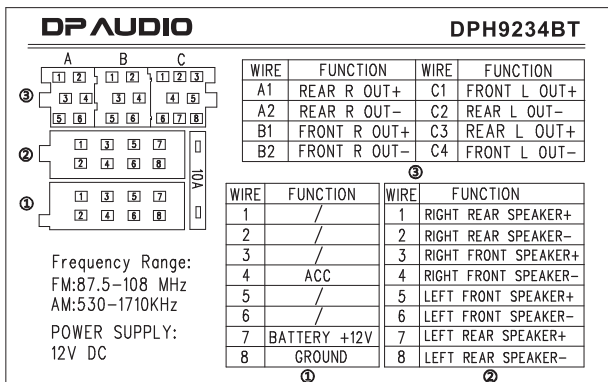 DP AUDIO DPH9234BT
A B C
1 2 1 2 1 2 3
③ 3 4 3 4 4 5
5 6 5 6 6 7 8
② 1 3 5 7
2 4 6 8
10A
① 1 3 5 7
2 4 6 8
WIRE FUNCTION WIRE FUNCTION
A1 REAR R OUT+ C1 FRONT L OUT+
A2 REAR R OUT- C2 REAR L OUT-
B1 FRONT R OUT+ C3 REAR L OUT+
B2 FRONT R OUT- C4 FRONT L OUT-
③
Frequency Range:
FM:87.5-108 MHz
AM:530-1710KHz
POWER SUPPLY:
12V DC
WIRE FUNCTION
1 /
2 /
3 /
4 ACC
5 /
6 /
7 BATTERY +12V
8 GROUND
①
WIRE FUNCTION
1 RIGHT REAR SPEAKER+
2 RIGHT REAR SPEAKER-
3 RIGHT FRONT SPEAKER+
4 RIGHT FRONT SPEAKER-
5 LEFT FRONT SPEAKER+
6 LEFT FRONT SPEAKER-
7 LEFT REAR SPEAKER+
8 LEFT REAR SPEAKER-
②